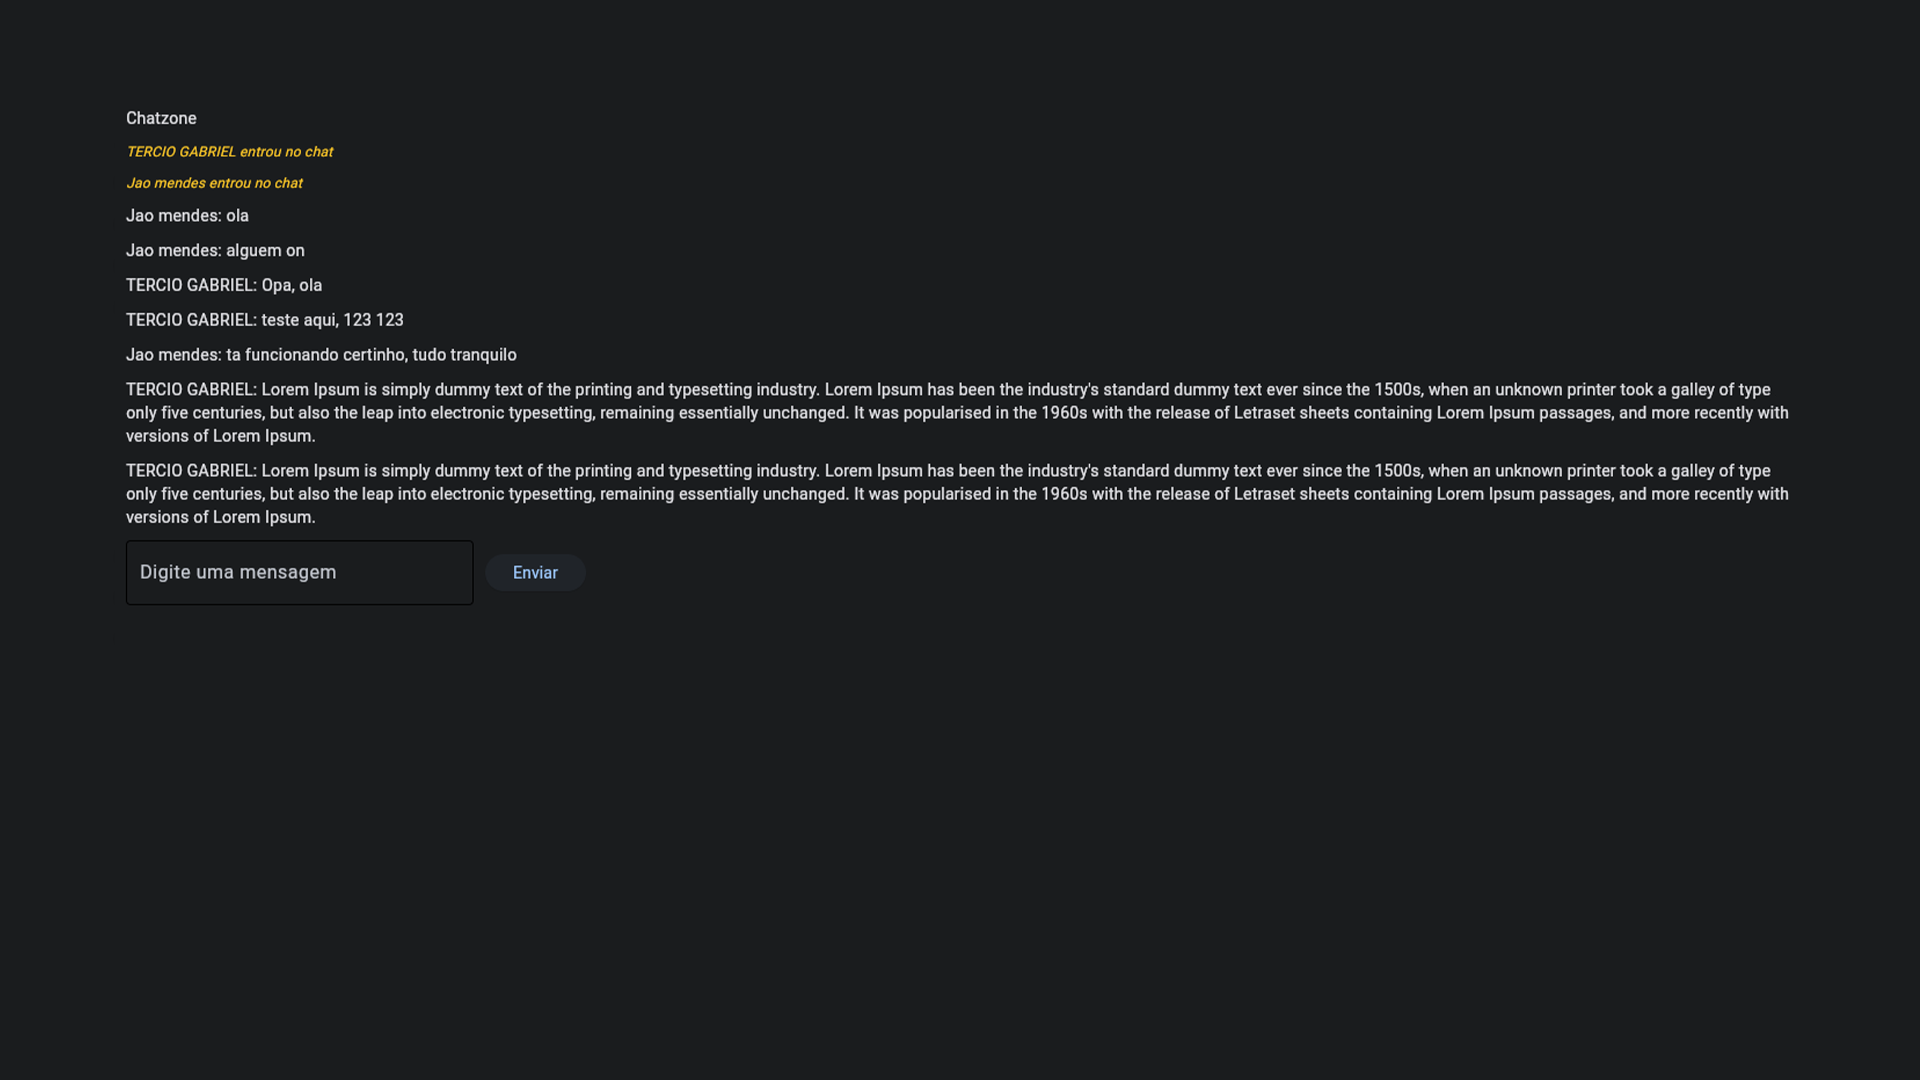 Chatzone
TERCIO GABRIEL entrou no chat
Jao mendes entrou no chat
Jao mendes: ola
Jao mendes: alguem on
TERCIO GABRIEL: Opa, ola
TERCIO GABRIEL: teste aqui, 123 123
Jao mendes: ta funcionando certinho, tudo tranquilo
TERCIO GABRIEL: Lorem Ipsum is simply dummy text of the printing and typesetting industry. Lorem Ipsum has been the industry's standard dummy text ever since the 1500s, when an unknown printer took a galley of type
only five centuries, but also the leap into electronic typesetting, remaining essentially unchanged. It was popularised in the 1960s with the release of Letraset sheets containing Lorem Ipsum passages, and more recently with
versions of Lorem Ipsum.
TERCIO GABRIEL: Lorem Ipsum is simply dummy text of the printing and typesetting industry. Lorem Ipsum has been the industry's standard dummy text ever since the 1500s, when an unknown printer took a galley of type
only five centuries, but also the leap into electronic typesetting, remaining essentially unchanged. It was popularised in the 1960s with the release of Letraset sheets containing Lorem Ipsum passages, and more recently with
versions of Lorem Ipsum.
Digite uma mensagem
Enviar